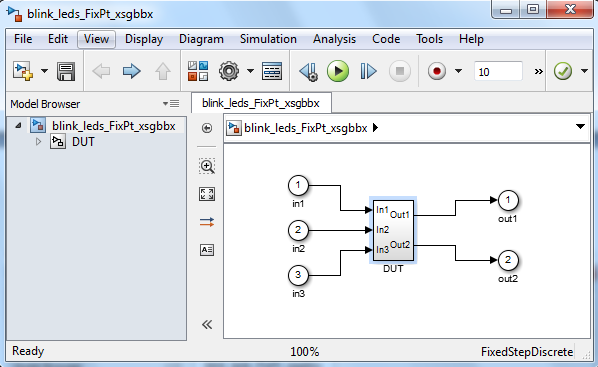 blink_leds_FixPt_xsgbbx
File Edit View Display Diagram Simulation Analysis Code Tools Help
10 »
Model Browser
blink_leds_FixPt_xsgbbx
blink_leds_FixPt_xsgbbx
DUT
blink_leds_FixPt_xsgbbx
1
in1
2
in2
3
in3
In1
In2
In3
Out1
Out2
DUT
1
out1
2
out2
A
Ready 100% FixedStepDiscrete